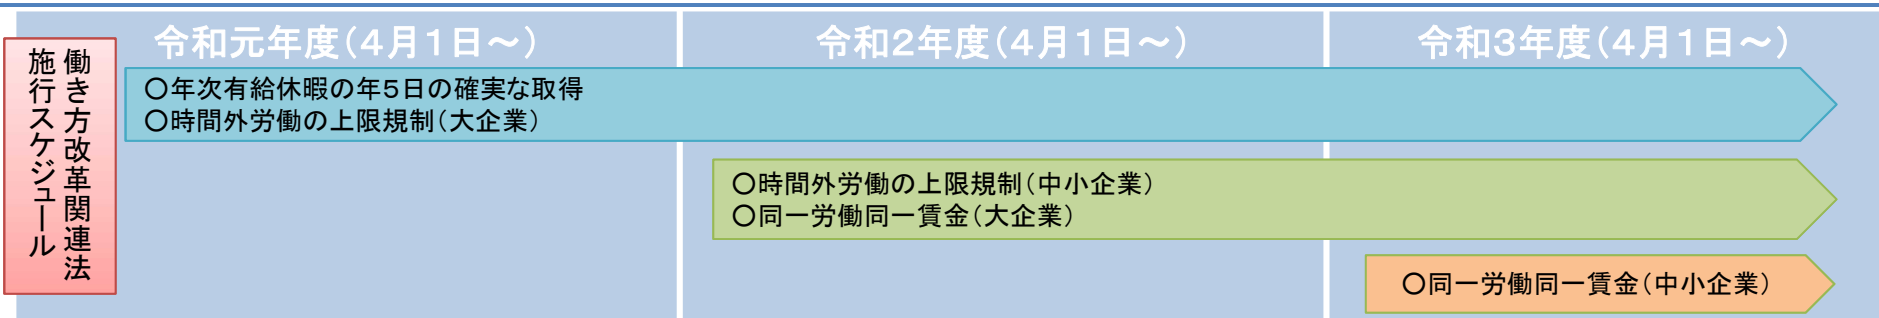 働き方改革関連法
施行スケジュール
令和元年度(4月1日～)
令和2年度(4月1日～)
令和3年度(4月1日～)
○年次有給休暇の年5日の確実な取得
○時間外労働の上限規制(大企業)
○時間外労働の上限規制(中小企業)
○同一労働同一賃金(大企業)
○同一労働同一賃金(中小企業)